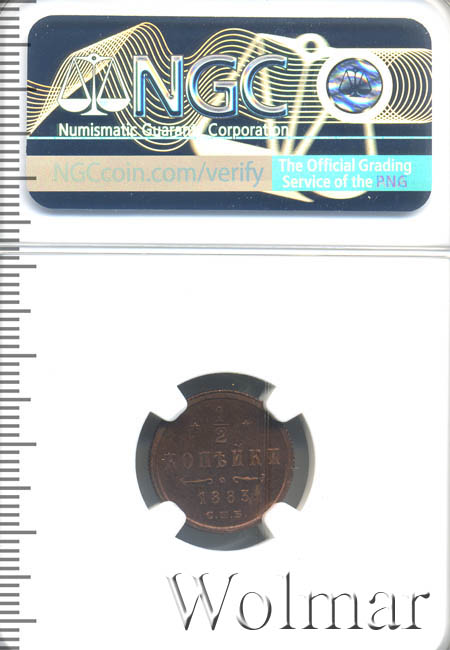 NGC
Numismatic Guaranty Corporation
NGCcoin.com/verify
The Official Grading
Service of the PNG
1/2
КОПѢЙКИ
1883
С.П.Б.
Wolmar